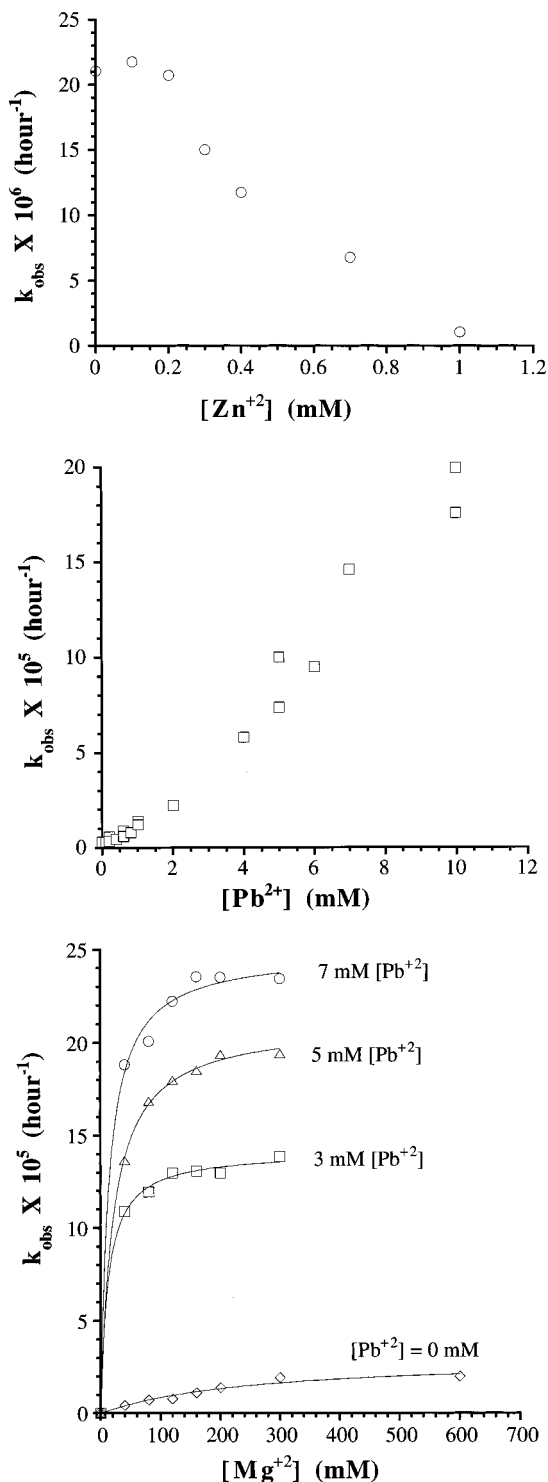 25
20
15
10
5
0
k_obs X 10^6 (hour^-1)
0 0.2 0.4 0.6 0.8 1 1.2
[Zn^+2] (mM)
20
15
10
5
0
k_obs X 10^5 (hour^-1)
0 2 4 6 8 10 12
[Pb^2+] (mM)
25
20
15
10
5
0
k_obs X 10^5 (hour^-1)
7 mM [Pb^+2]
5 mM [Pb^+2]
3 mM [Pb^+2]
[Pb^+2] = 0 mM
0 100 200 300 400 500 600 700
[Mg^+2] (mM)